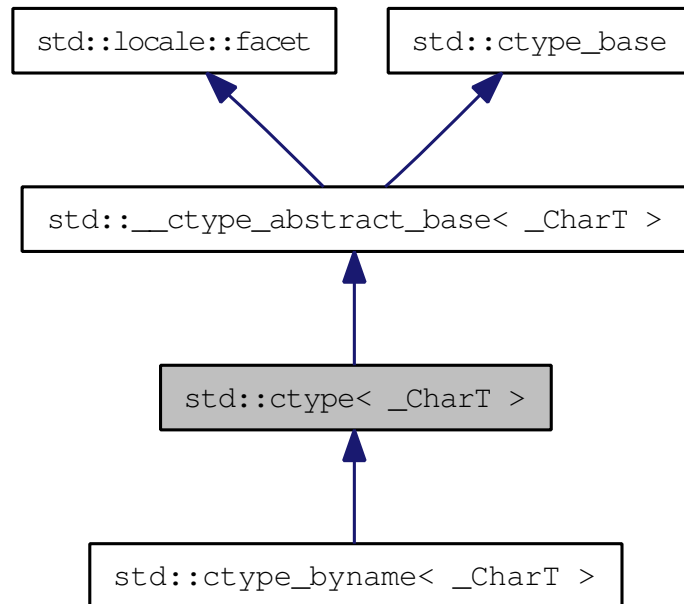 std::locale::facet
std::ctype_base
std::__ctype_abstract_base< _CharT >
std::ctype< _CharT >
std::ctype_byname< _CharT >